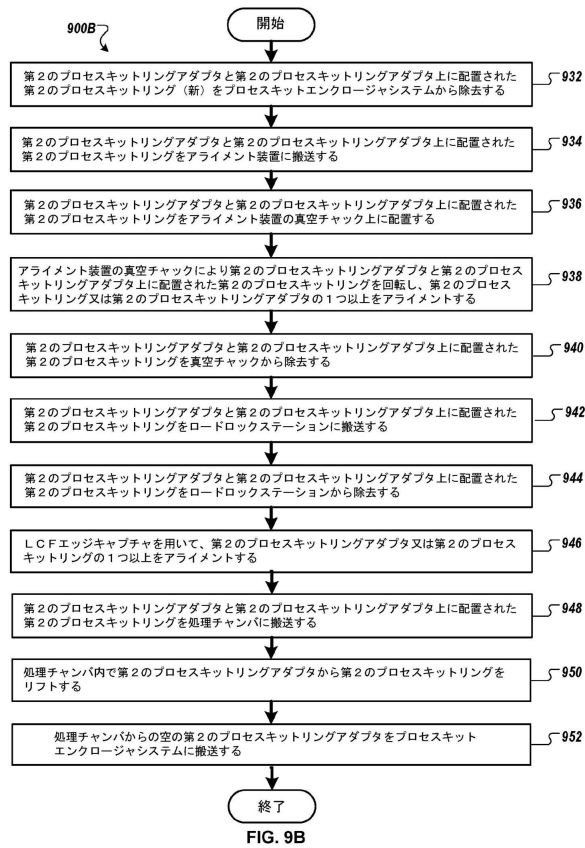 開始
900B
第2のプロセスキットリングアダプタと第2のプロセスキットリングアダプタ上に配置された
第2のプロセスキットリング(新)をプロセスキットエンクロージャシステムから除去する
932
第2のプロセスキットリングアダプタと第2のプロセスキットリングアダプタ上に配置された
第2のプロセスキットリングをアライメント装置に搬送する
934
第2のプロセスキットリングアダプタと第2のプロセスキットリングアダプタ上に配置された
第2のプロセスキットリングをアライメント装置の真空チャック上に配置する
936
アライメント装置の真空チャックにより第2のプロセスキットリングアダプタと第2のプロセス
キットリングアダプタ上に配置された第2のプロセスキットリングを回転し、第2のプロセス
キットリング又は第2のプロセスキットリングアダプタの1つ以上をアライメントする
938
第2のプロセスキットリングアダプタと第2のプロセスキットリングアダプタ上に配置された
第2のプロセスキットリングを真空チャックから除去する
940
第2のプロセスキットリングアダプタと第2のプロセスキットリングアダプタ上に配置された
第2のプロセスキットリングをロードロックステーションに搬送する
942
第2のプロセスキットリングアダプタと第2のプロセスキットリングアダプタ上に配置された
第2のプロセスキットリングをロードロックステーションから除去する
944
LCFエッジキャプチャを用いて、第2のプロセスキットリングアダプタ又は第2のプロセス
キットリングの1つ以上をアライメントする
946
第2のプロセスキットリングアダプタと第2のプロセスキットリングアダプタ上に配置された
第2のプロセスキットリングを処理チャンバに搬送する
948
処理チャンバ内で第2のプロセスキットリングアダプタから第2のプロセスキットリングを
リフトする
950
処理チャンバからの空の第2のプロセスキットリングアダプタをプロセスキット
エンクロージャシステムに搬送する
952
終了
FIG. 9B